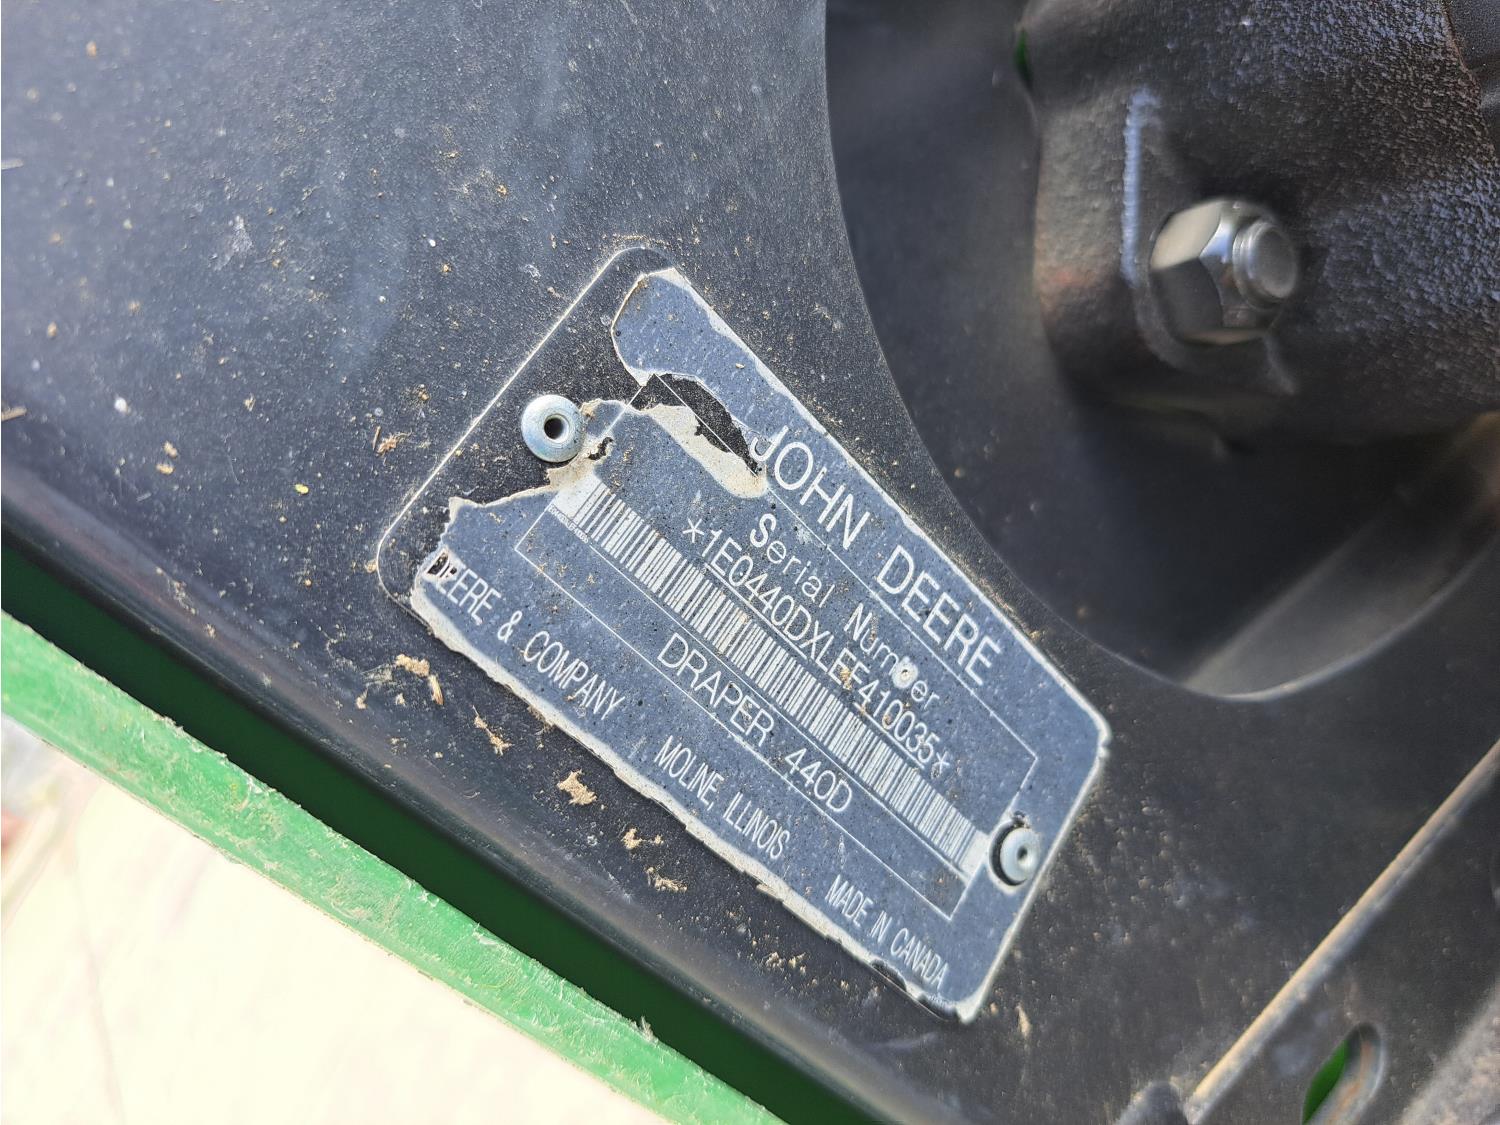 JOHN DEERE
Serial Number
*1E0440DXLEF410035*
DRAPER 440D
DEERE & COMPANY MOLINE, ILLINOIS MADE IN CANADA